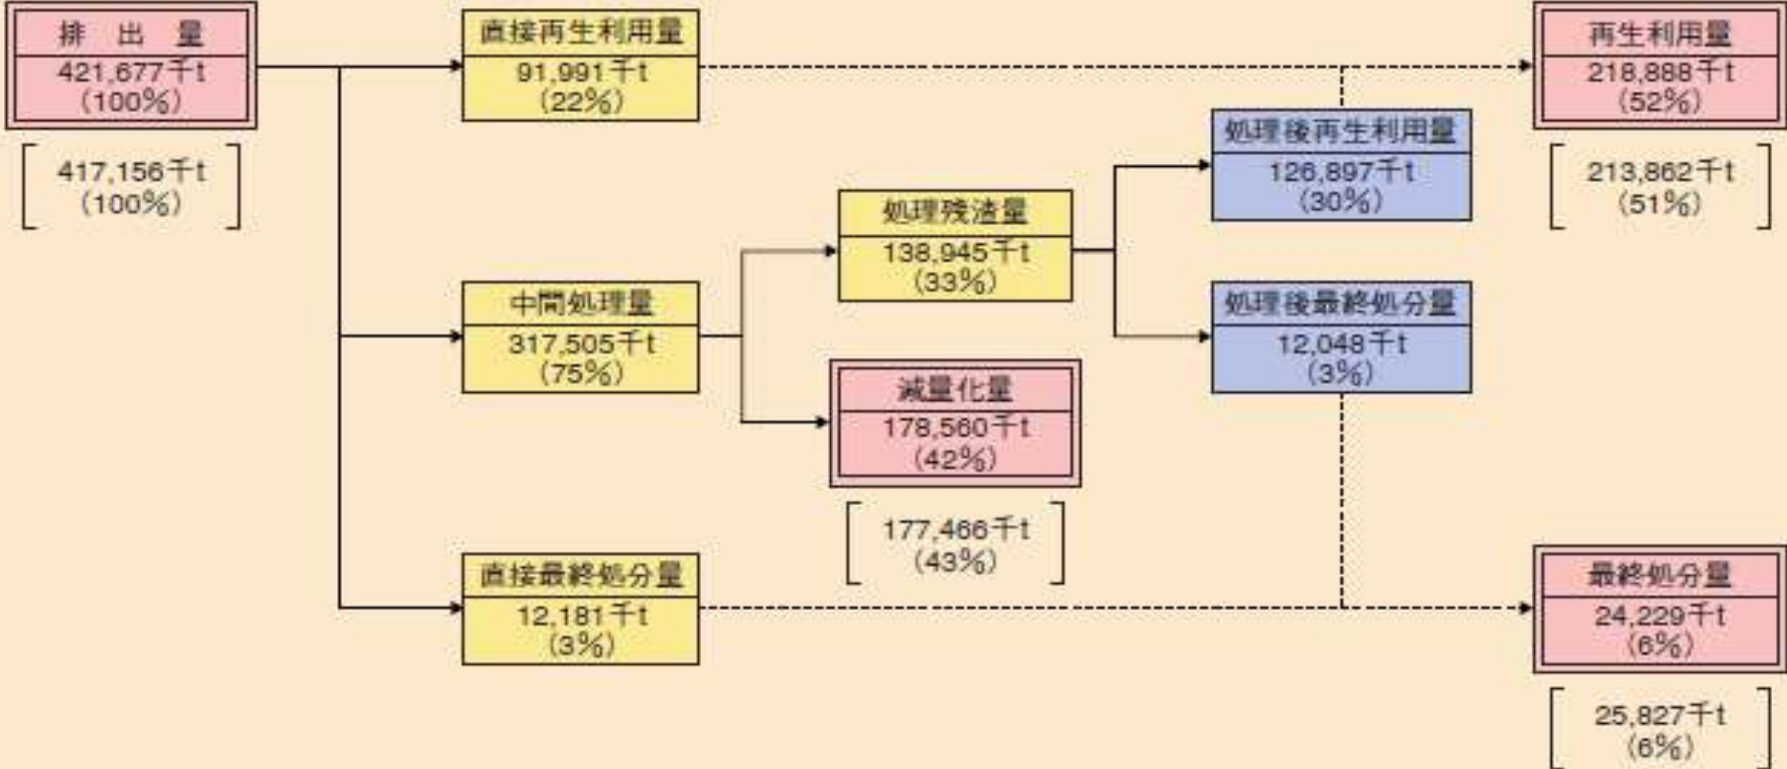 排 出 量
421,677千t
(100%)
[417,156千t
(100%)]
直接再生利用量
91,991千t
(22%)
中間処理量
317,505千t
(75%)
直接最終処分量
12,181千t
(3%)
処理残渣量
138,945千t
(33%)
減量化量
178,560千t
(42%)
[177,466千t
(43%)]
処理後再生利用量
126,897千t
(30%)
処理後最終処分量
12,048千t
(3%)
再生利用量
218,888千t
(52%)
[213,862千t
(51%)]
最終処分量
24,229千t
(6%)
[25,827千t
(6%)]